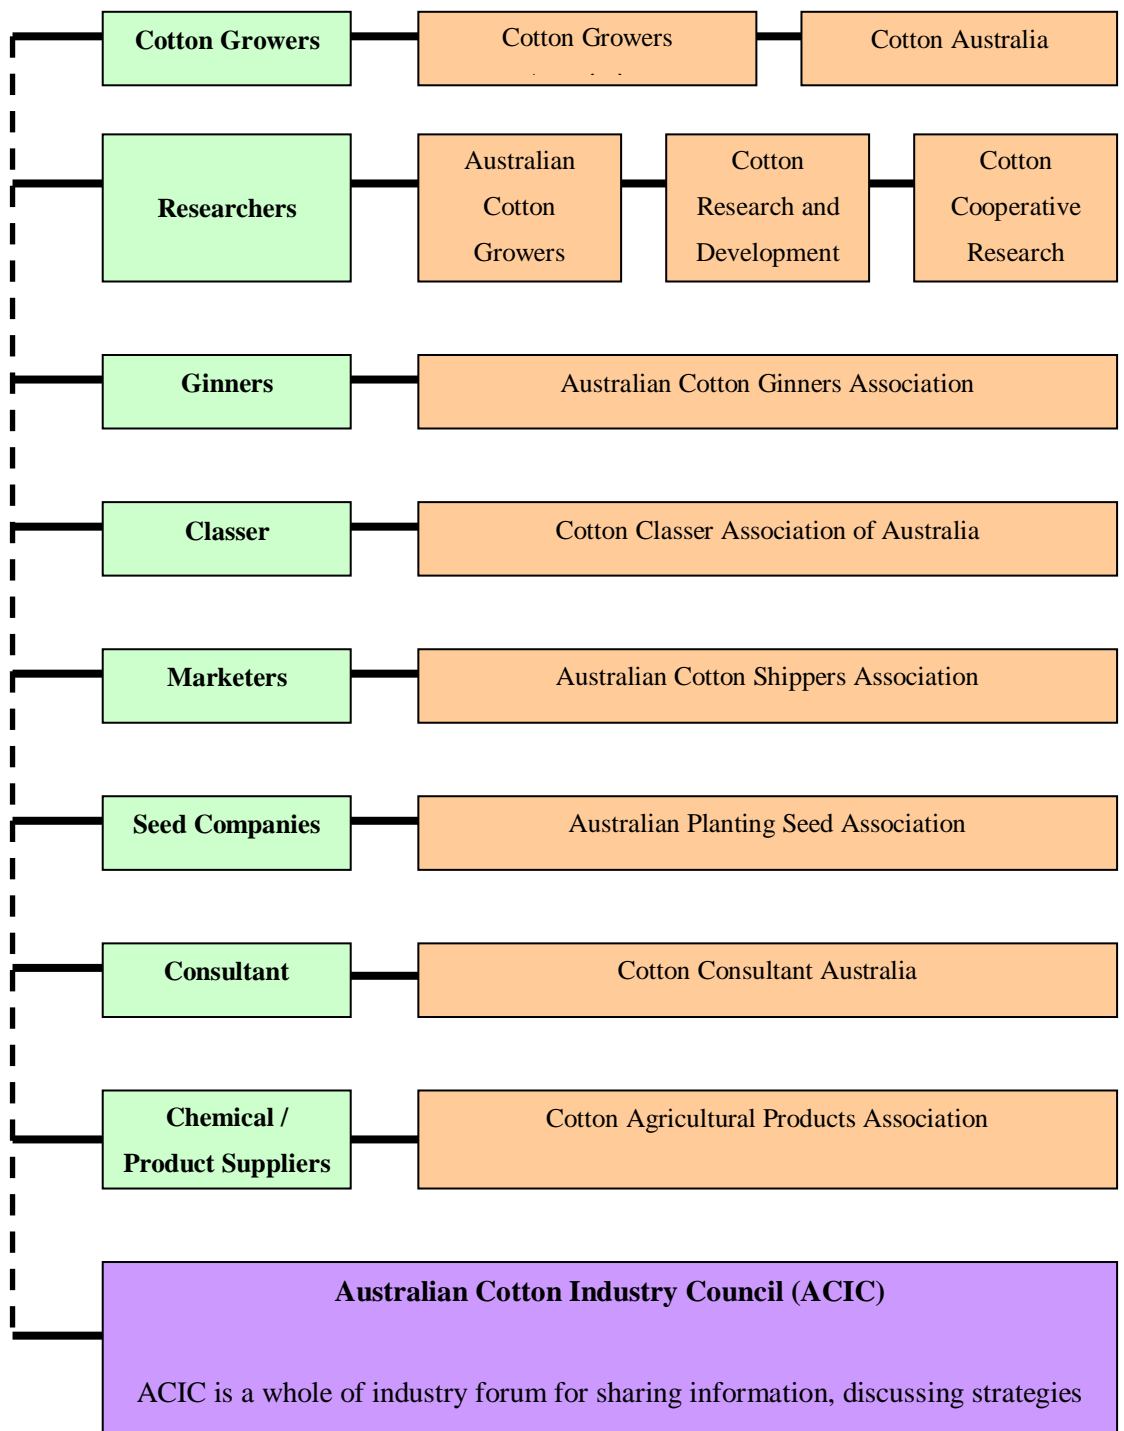 Cotton Growers
Cotton Growers
Cotton Australia
Researchers
Australian
Cotton
Growers
Cotton
Research and
Development
Cotton
Cooperative
Research
Ginners
Australian Cotton Ginners Association
Classer
Cotton Classer Association of Australia
Marketers
Australian Cotton Shippers Association
Seed Companies
Australian Planting Seed Association
Consultant
Cotton Consultant Australia
Chemical /
Product Suppliers
Cotton Agricultural Products Association
Australian Cotton Industry Council (ACIC)
ACIC is a whole of industry forum for sharing information, discussing strategies